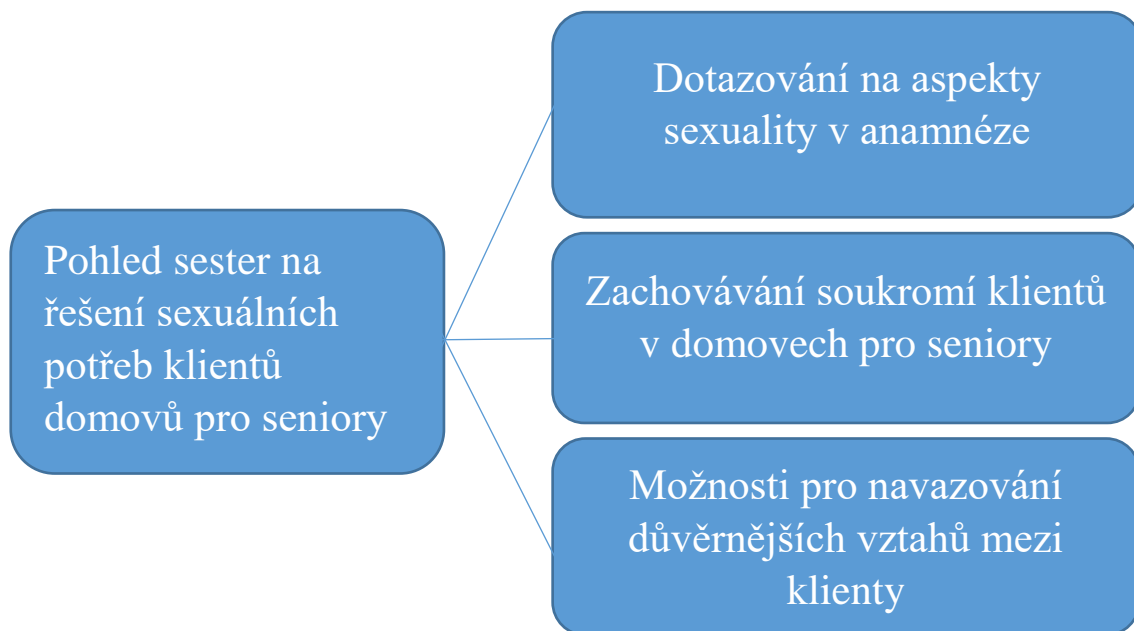 Dotazování na aspekty
sexuality v anamnéze
Pohled sester na
řešení sexuálních
potřeb klientů
domovů pro seniory
Zachovávání soukromí klientů
v domovech pro seniory
Možnosti pro navazování
důvěrnějších vztahů mezi
klienty